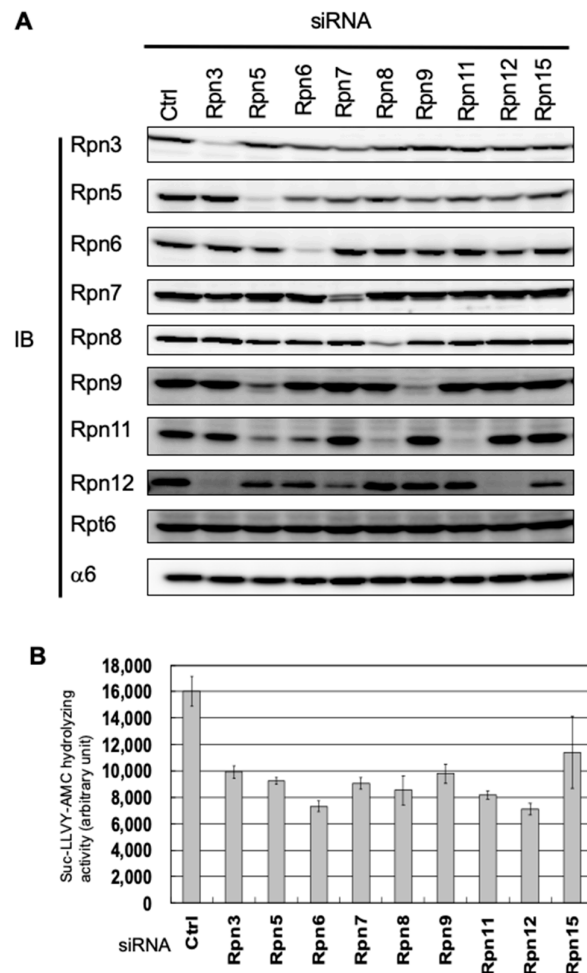 A
siRNA
Ctrl Rpn3 Rpn5 Rpn6 Rpn7 Rpn8 Rpn9 Rpn11 Rpn12 Rpn15
IB
Rpn3
Rpn5
Rpn6
Rpn7
Rpn8
Rpn9
Rpn11
Rpn12
Rpt6
α6
B
Suc-LLVY-AMC hydrolyzing
activity (arbitrary unit)
18,000
16,000
14,000
12,000
10,000
8,000
6,000
4,000
2,000
0
siRNA Ctrl Rpn3 Rpn5 Rpn6 Rpn7 Rpn8 Rpn9 Rpn11 Rpn12 Rpn15